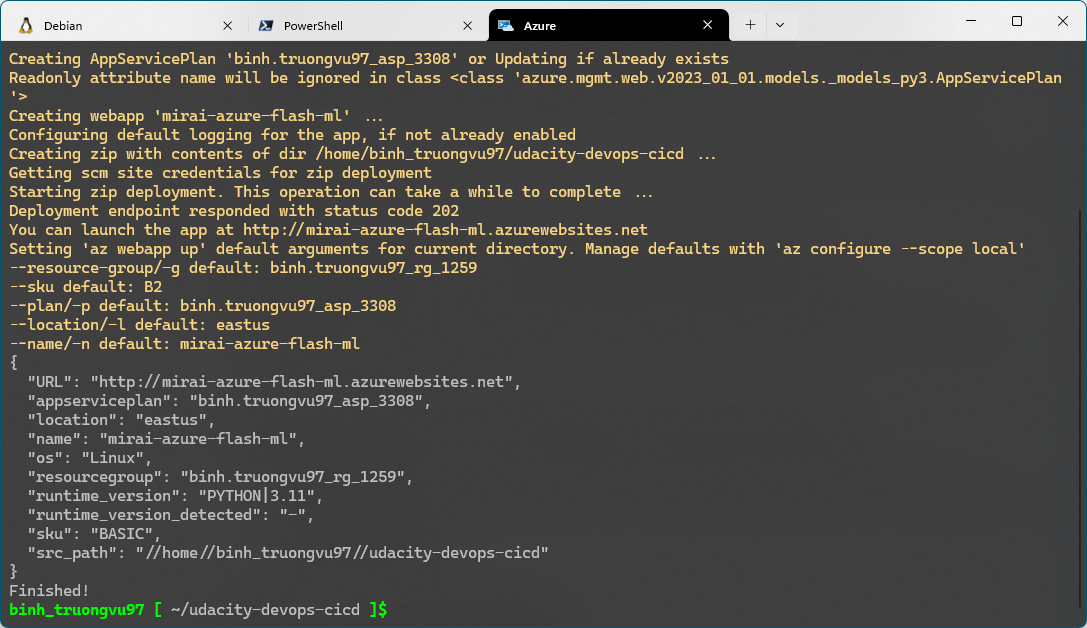 Debian
PowerShell
Azure
Creating AppServicePlan 'binh.truongvu97_asp_3308' or Updating if already exists
Readonly attribute name will be ignored in class <class 'azure.mgmt.web.v2023_01_01.models._models_py3.AppServicePlan
'>
Creating webapp 'mirai-azure-flash-ml' ...
Configuring default logging for the app, if not already enabled
Creating zip with contents of dir /home/binh_truongvu97/udacity-devops-cicd ...
Getting scm site credentials for zip deployment
Starting zip deployment. This operation can take a while to complete ...
Deployment endpoint responded with status code 202
You can launch the app at http://mirai-azure-flash-ml.azurewebsites.net
Setting 'az webapp up' default arguments for current directory. Manage defaults with 'az configure --scope local'
--resource-group/-g default: binh.truongvu97_rg_1259
--sku default: B2
--plan/-p default: binh.truongvu97_asp_3308
--location/-l default: eastus
--name/-n default: mirai-azure-flash-ml
{
  "URL": "http://mirai-azure-flash-ml.azurewebsites.net",
  "appserviceplan": "binh.truongvu97_asp_3308",
  "location": "eastus",
  "name": "mirai-azure-flash-ml",
  "os": "Linux",
  "resourcegroup": "binh.truongvu97_rg_1259",
  "runtime_version": "PYTHON|3.11",
  "runtime_version_detected": "-",
  "sku": "BASIC",
  "src_path": "//home//binh_truongvu97//udacity-devops-cicd"
}
Finished!
binh_truongvu97 [ ~/udacity-devops-cicd ]$